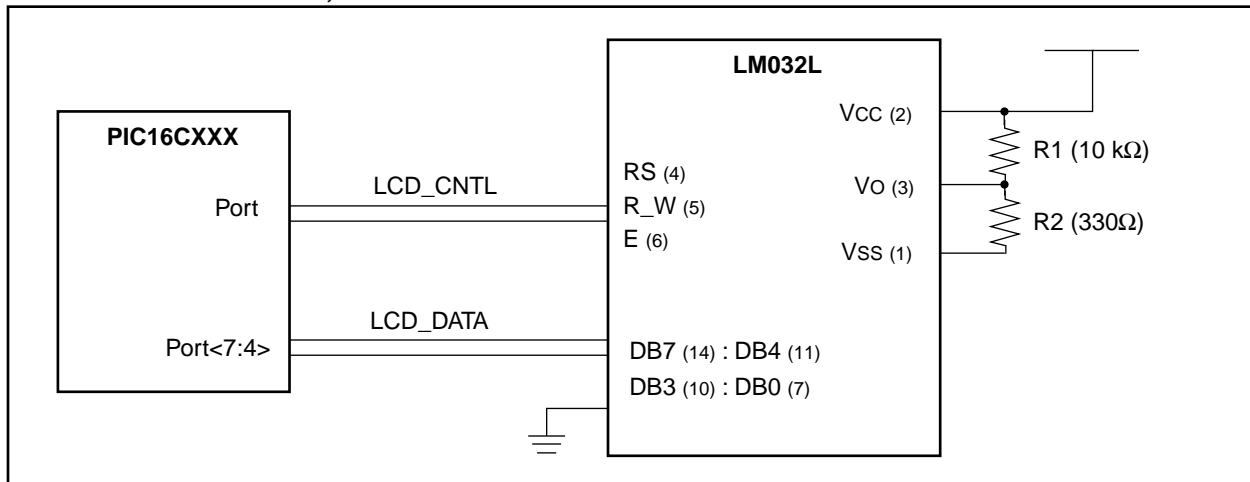 LM032L
VCC (2)
PIC16CXXX
R1 (10 kΩ)
RS (4)
LCD_CNTL
VO (3)
Port
R_W (5)
R2 (330Ω)
E (6)
VSS (1)
LCD_DATA
Port<7:4>
DB7 (14) : DB4 (11)
DB3 (10) : DB0 (7)